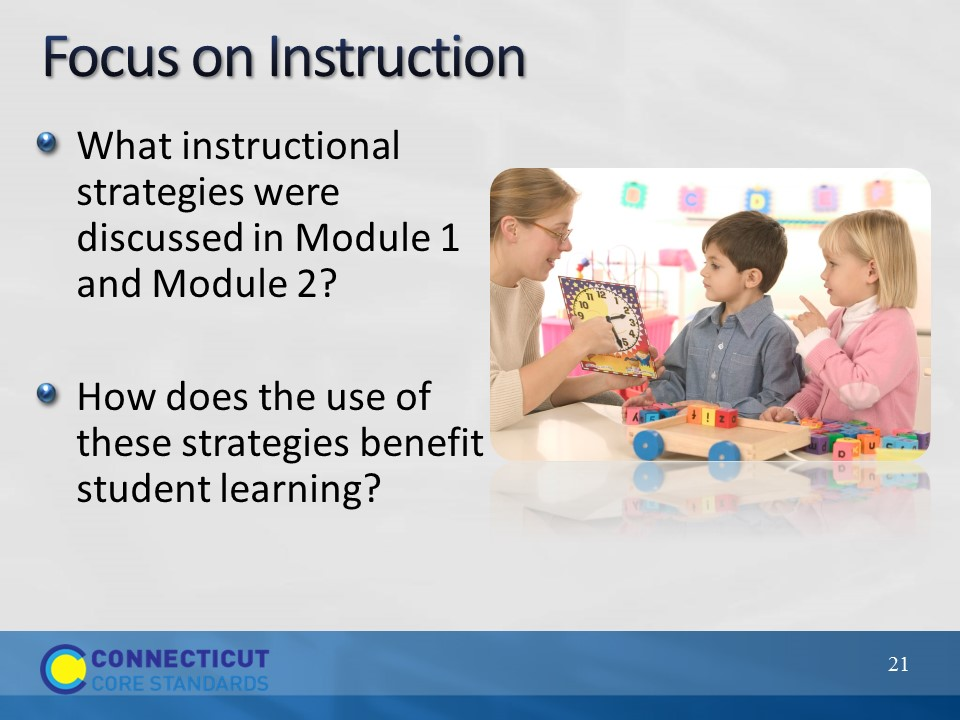 Focus on Instruction
What instructional
strategies were
discussed in Module 1
and Module 2?
How does the use of
these strategies benefit
student learning?
CONNECTICUT
CORE STANDARDS
21